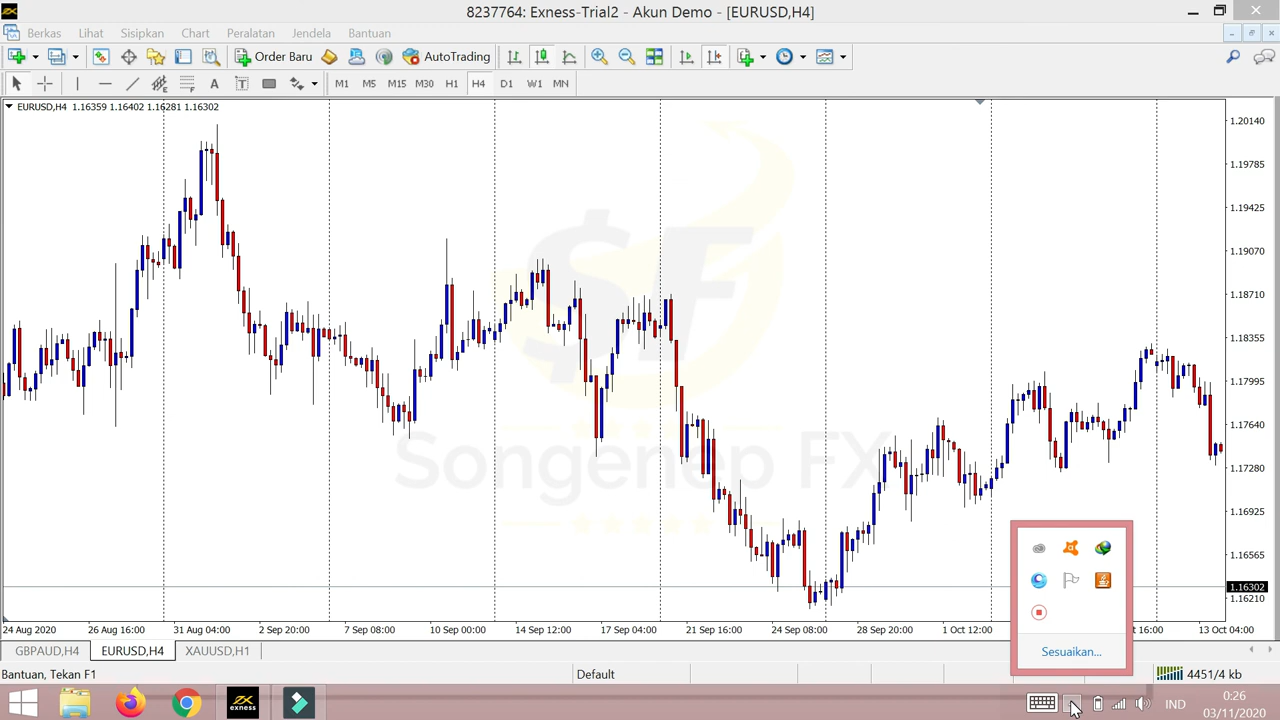 8237764: Exness-Trial2 - Akun Demo - [EURUSD,H4]
Berkas Lihat Sisipkan Chart Peralatan Jendela Bantuan
Order Baru AutoTrading
A T M1 M5 M15 M30 H1 H4 D1 W1 MN
EURUSD,H4 1.16359 1.16402 1.16281 1.16302
1.20140
1.19785
1.19425
1.19070
1.18711
1.18355
1.17995
1.17640
1.17280
1.16925
1.16565
1.16302
1.16210
$F
Songenep FX
24 Aug 2020 26 Aug 16:00 31 Aug 04:00 2 Sep 20:00 7 Sep 08:00 10 Sep 00:00 14 Sep 12:00 17 Sep 04:00 21 Sep 16:00 24 Sep 08:00 28 Sep 20:00 1 Oct 12:00 t 16:00 13 Oct 04:00
Sesuaikan...
GBPAUD,H4 EURUSD,H4 XAUUSD,H1
Bantuan, Tekan F1 Default 4451/4 kb
exness
IND
0:26
03/11/2020